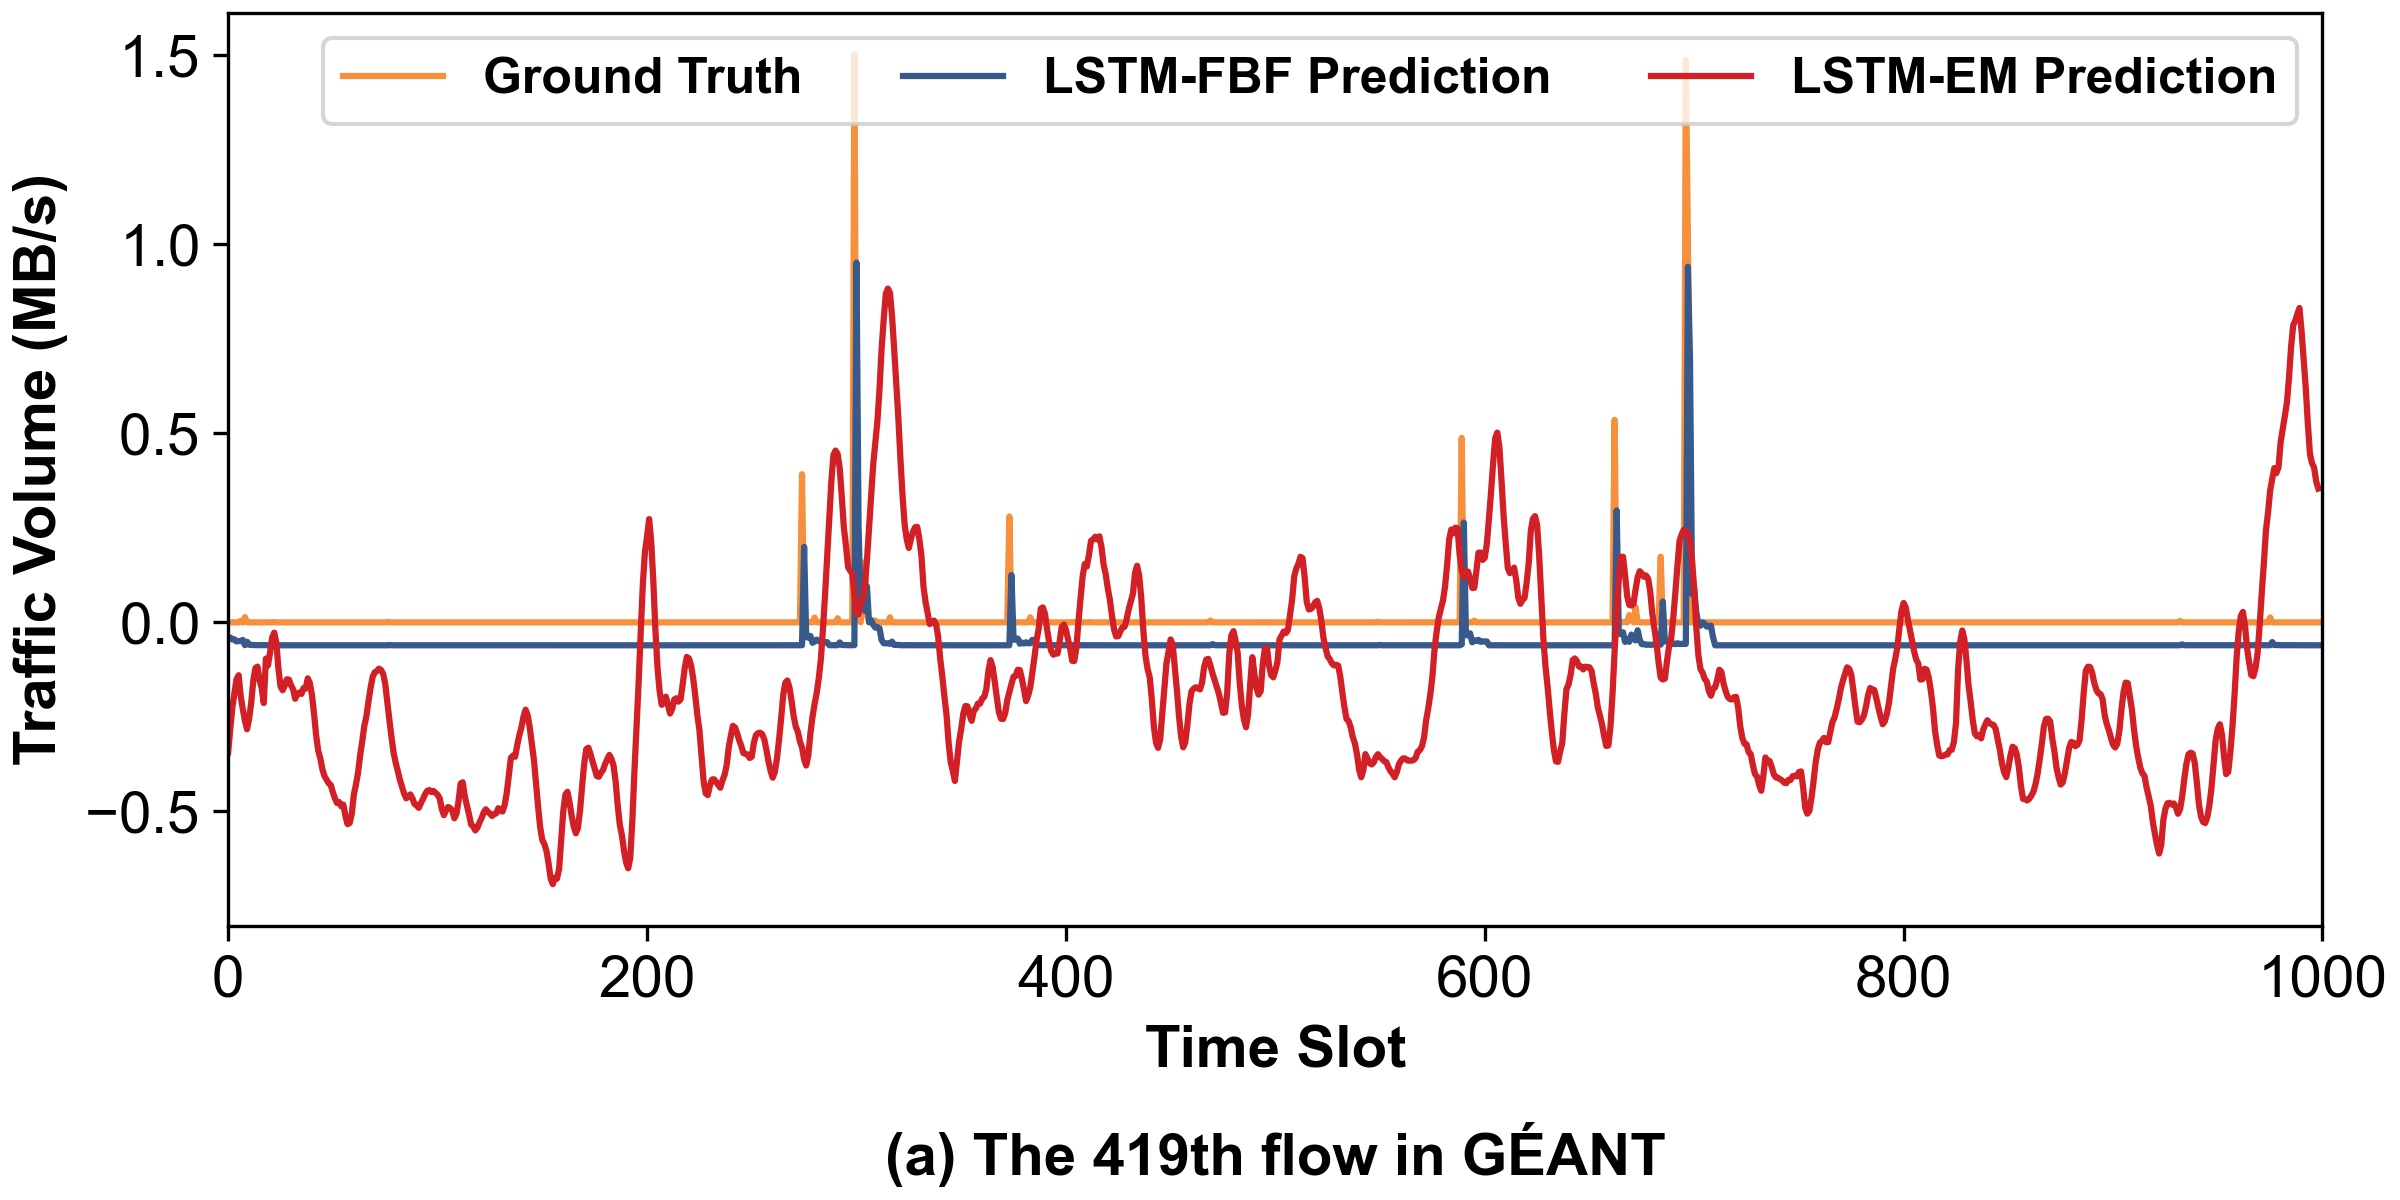 Ground Truth LSTM-FBF Prediction LSTM-EM Prediction
Traffic Volume (MB/s)
1.5
1.0
0.5
0.0
−0.5
0 200 400 600 800 1000
Time Slot
(a) The 419th flow in GÉANT